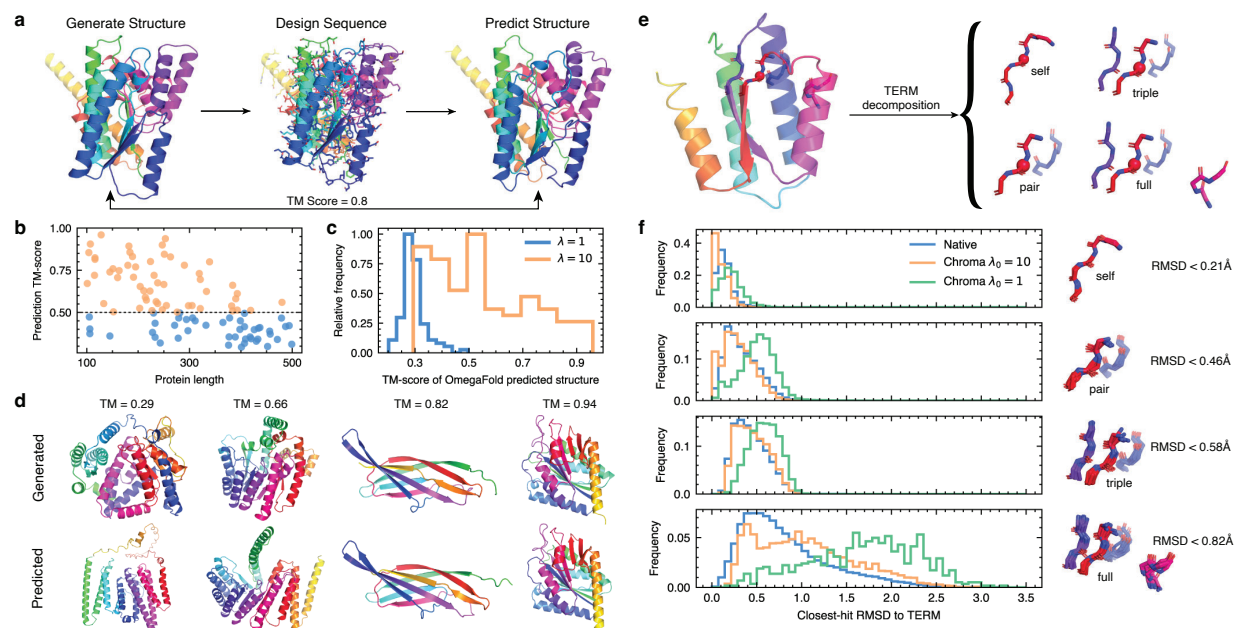 a
Generate Structure
Design Sequence
Predict Structure
TM Score = 0.8
b
Prediction TM-score
1.00
0.75
0.50
100
300
500
Protein length
c
Relative frequency
1.00
0.75
0.50
0.25
0.00
λ = 1
λ = 10
0.1
0.3
0.5
0.7
0.9
TM-score of OmegaFold predicted structure
d
TM = 0.29
TM = 0.66
TM = 0.82
TM = 0.94
Generated
Predicted
e
TERM
decomposition
self
triple
pair
full
f
Frequency
0.4
0.2
0.0
Native
Chroma λ₀ = 10
Chroma λ₀ = 1
self
RMSD < 0.21Å
Frequency
0.1
0.0
pair
RMSD < 0.46Å
Frequency
0.1
0.0
triple
RMSD < 0.58Å
Frequency
0.05
0.00
full
RMSD < 0.82Å
0.0
0.5
1.0
1.5
2.0
2.5
3.0
3.5
Closest-hit RMSD to TERM